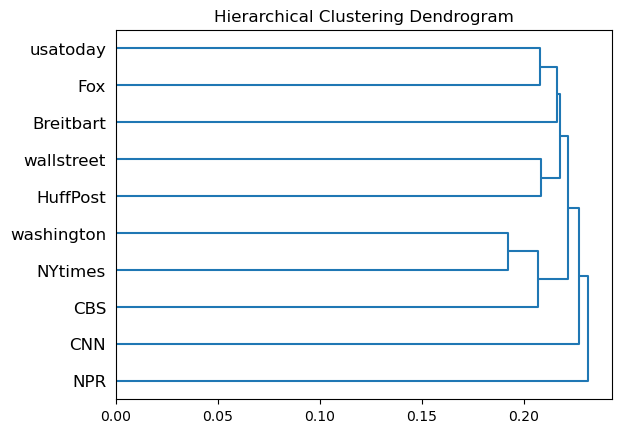 Hierarchical Clustering Dendrogram
usatoday
Fox
Breitbart
wallstreet
HuffPost
washington
NYtimes
CBS
CNN
NPR
0.00 0.05 0.10 0.15 0.20